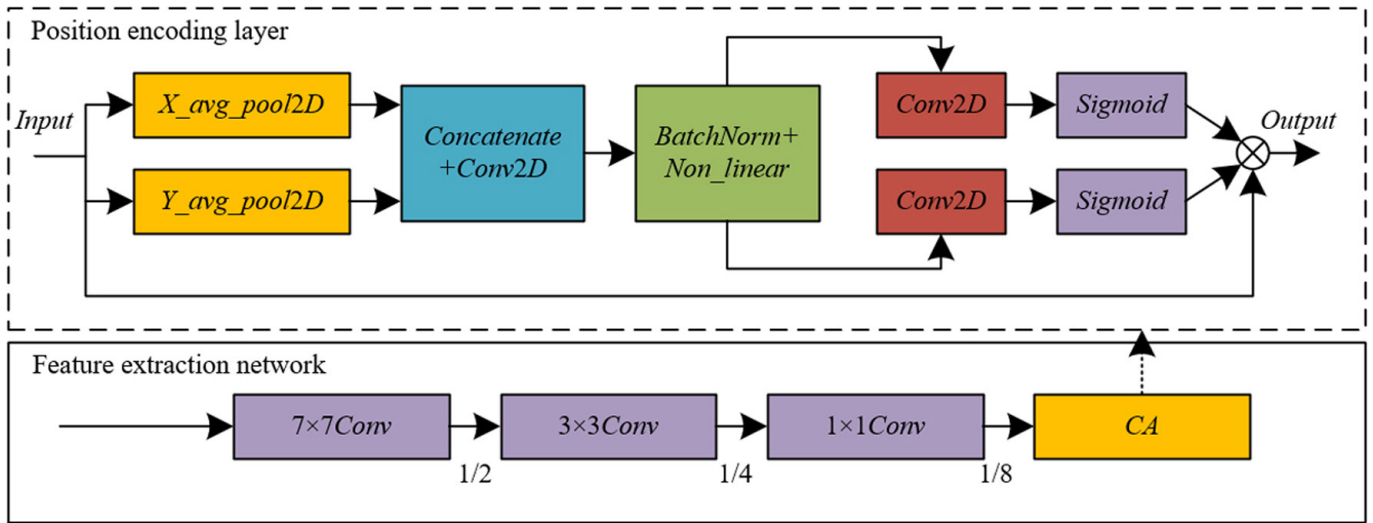 Position encoding layer
Input
X_avg_pool2D
Y_avg_pool2D
Concatenate
+Conv2D
BatchNorm+
Non_linear
Conv2D
Sigmoid
Conv2D
Sigmoid
Output
Feature extraction network
7×7Conv
1/2
3×3Conv
1/4
1×1Conv
1/8
CA